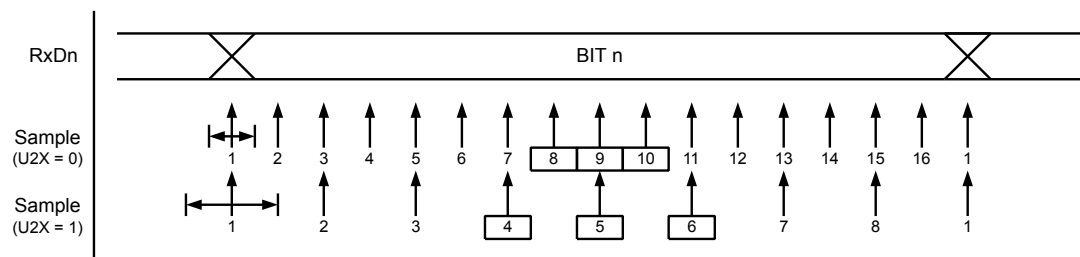 RxDn
BIT n
Sample
(U2X = 0)
1 2 3 4 5 6 7 8 9 10 11 12 13 14 15 16 1
Sample
(U2X = 1)
1 2 3 4 5 6 7 8 1